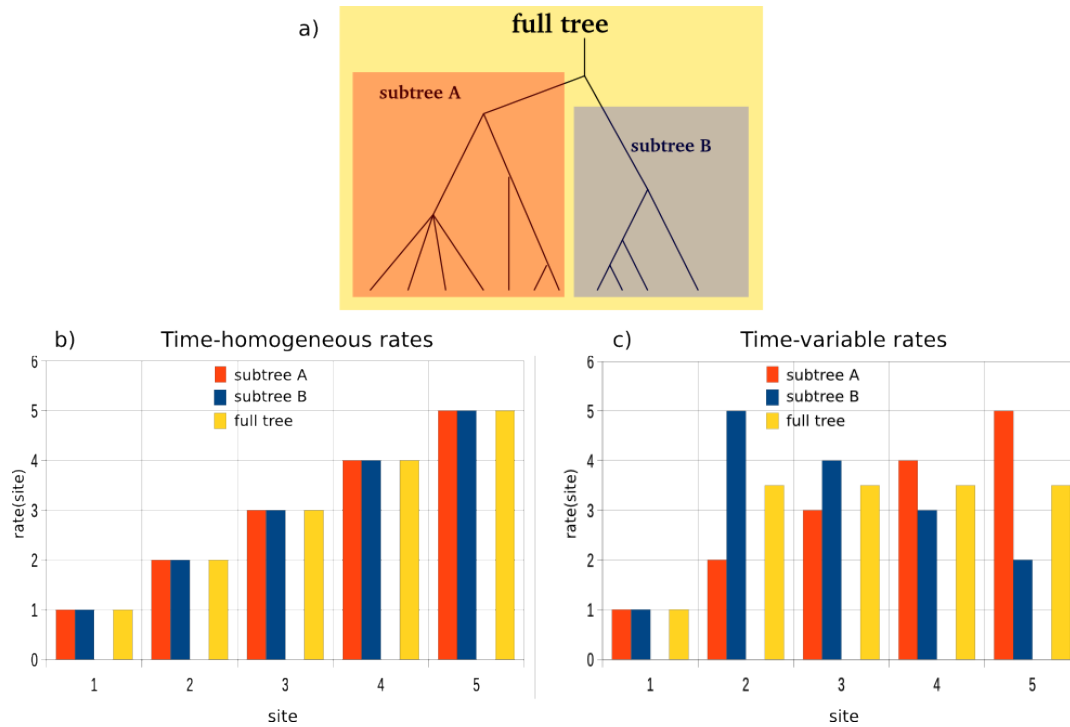 a)
full tree
subtree A
subtree B
b) Time-homogeneous rates
6
5
4
3
2
1
0
rate(site)
subtree A
subtree B
full tree
1 2 3 4 5
site
c) Time-variable rates
6
5
4
3
2
1
0
rate(site)
subtree A
subtree B
full tree
1 2 3 4 5
site